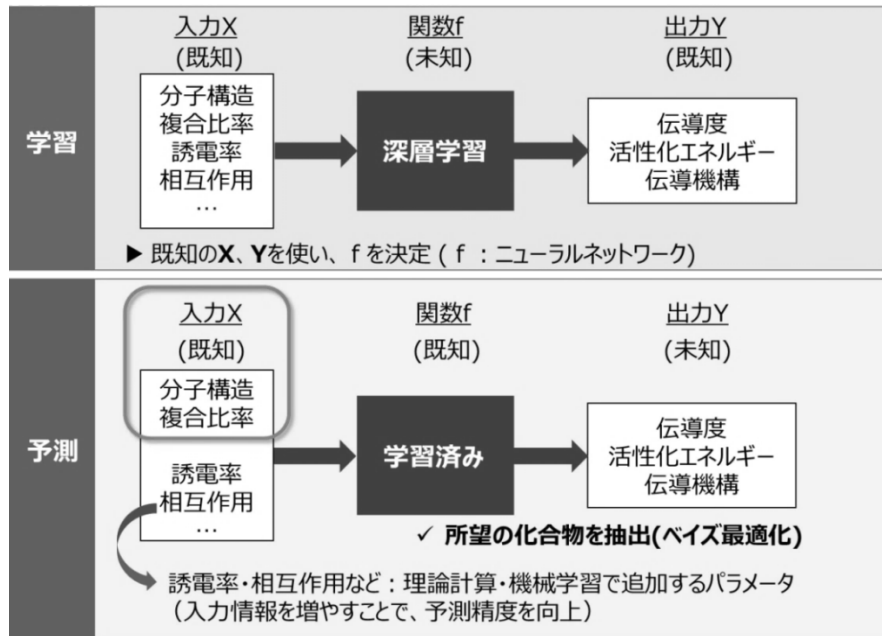 学習
入力X
(既知)
関数f
(未知)
出力Y
(既知)
分子構造
複合比率
誘電率
相互作用
…
深層学習
伝導度
活性化エネルギー
伝導機構
▶ 既知のX、Yを使い、f を決定 ( f ：ニューラルネットワーク)
予測
入力X
(既知)
関数f
(既知)
出力Y
(未知)
分子構造
複合比率
誘電率
相互作用
…
学習済み
伝導度
活性化エネルギー
伝導機構
✓ 所望の化合物を抽出(ベイズ最適化)
誘電率・相互作用など：理論計算・機械学習で追加するパラメータ
（入力情報を増やすことで、予測精度を向上）